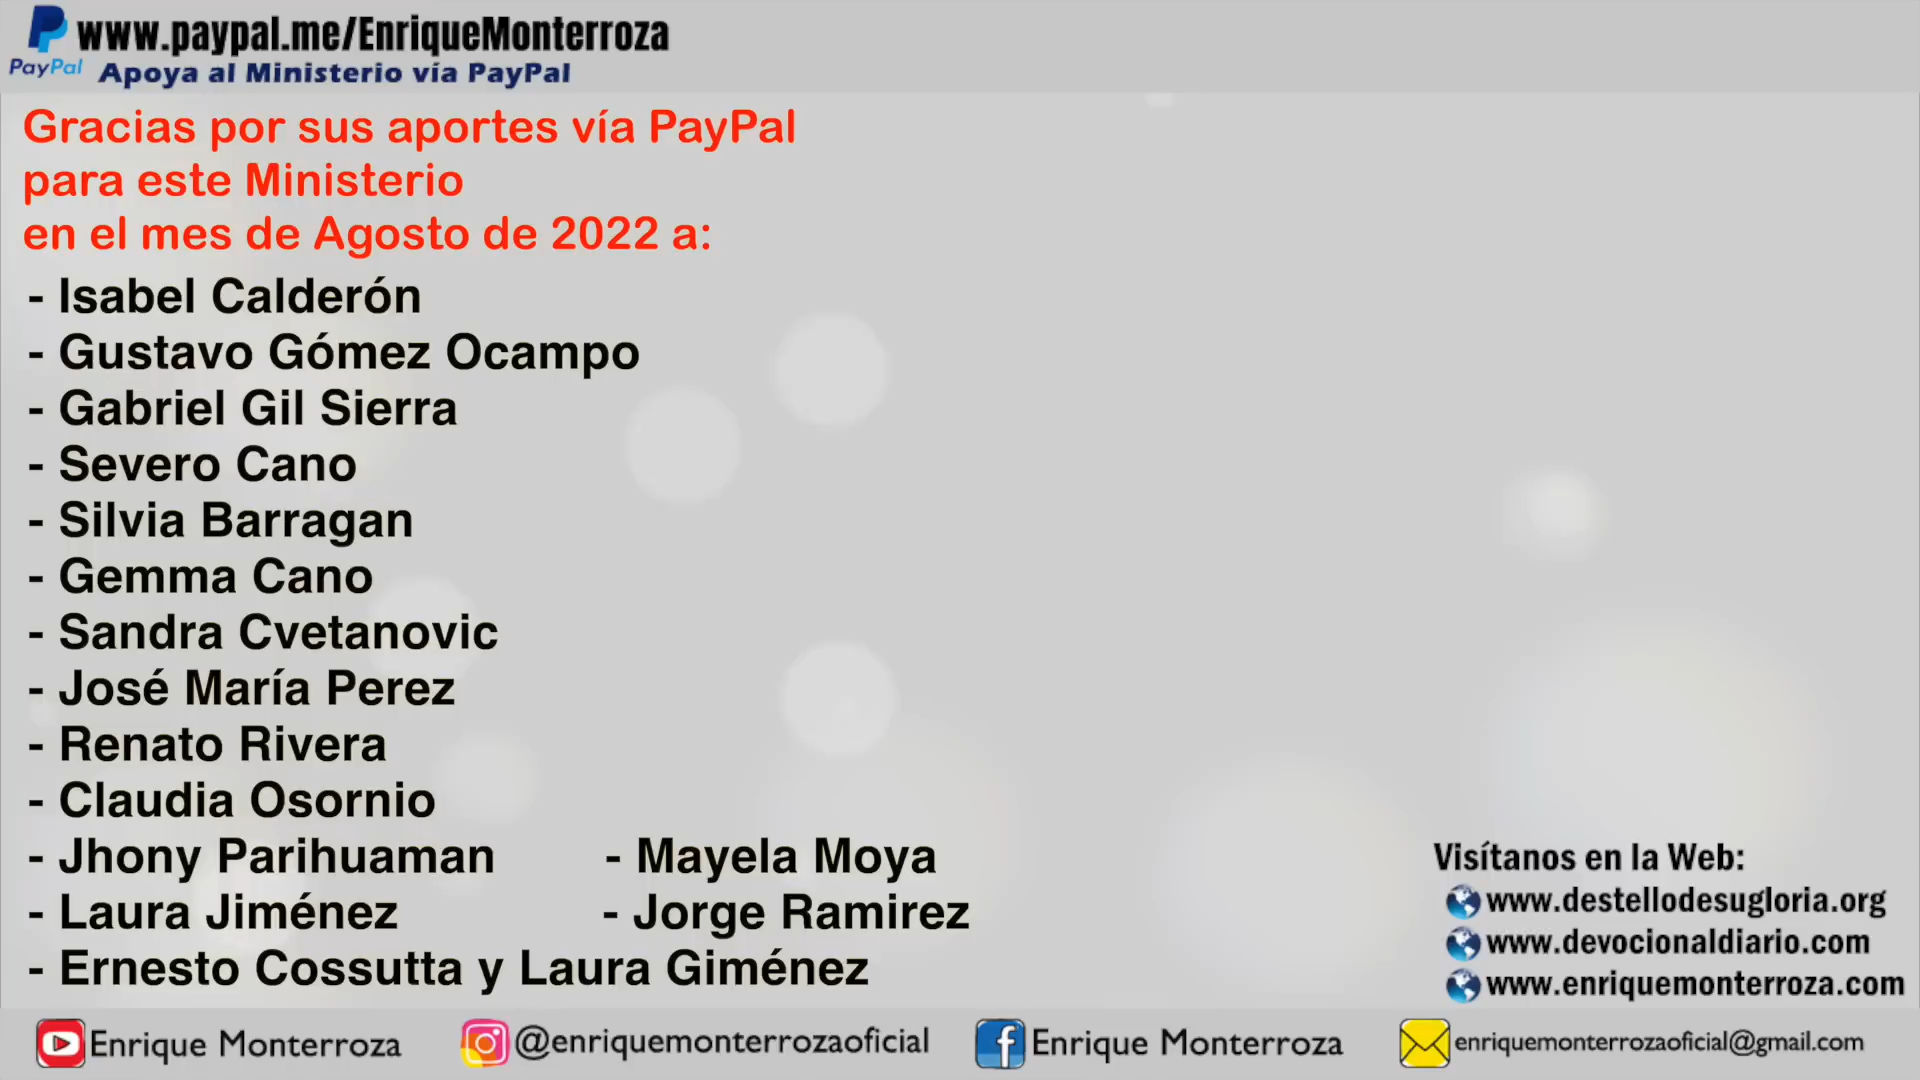 www.paypal.me/EnriqueMonterroza
PayPal Apoya al Ministerio vía PayPal
Gracias por sus aportes vía PayPal
para este Ministerio
en el mes de Agosto de 2022 a:
- Isabel Calderón
- Gustavo Gómez Ocampo
- Gabriel Gil Sierra
- Severo Cano
- Silvia Barragan
- Gemma Cano
- Sandra Cvetanovic
- José María Perez
- Renato Rivera
- Claudia Osornio
- Jhony Parihuaman - Mayela Moya
- Laura Jiménez - Jorge Ramirez
- Ernesto Cossutta y Laura Giménez
Visítanos en la Web:
www.destellodesugloria.org
www.devocionaldiario.com
www.enriquemonterroza.com
Enrique Monterroza @enriquemonterrozaoficial Enrique Monterroza enriquemonterrozaoficial@gmail.com